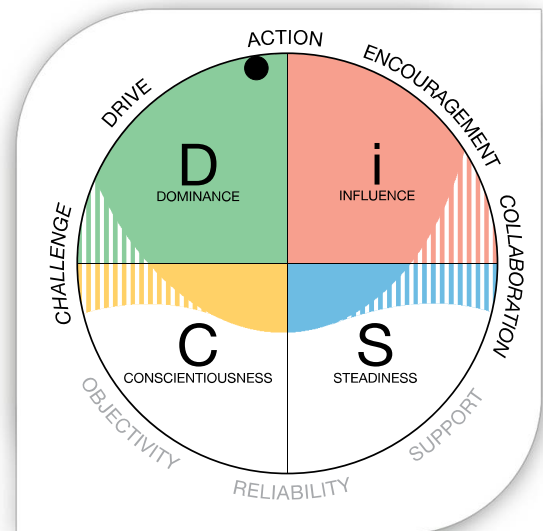 ACTION
DRIVE
ENCOURAGEMENT
D
DOMINANCE
i
INFLUENCE
CHALLENGE
COLLABORATION
C
CONSCIENTIOUSNESS
S
STEADINESS
OBJECTIVITY
SUPPORT
RELIABILITY